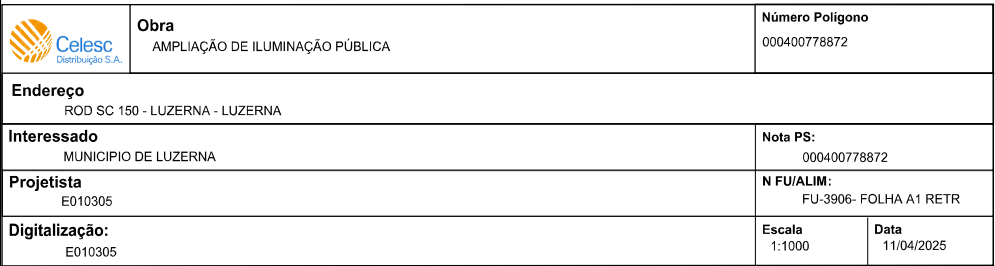 Celesc
Distribuição S.A.
Obra
AMPLIAÇÃO DE ILUMINAÇÃO PÚBLICA
Número Polígono
000400778872
Endereço
ROD SC 150 - LUZERNA - LUZERNA
Interessado
MUNICIPIO DE LUZERNA
Nota PS:
000400778872
Projetista
E010305
N FU/ALIM:
FU-3906- FOLHA A1 RETR
Digitalização:
E010305
Escala
1:1000
Data
11/04/2025